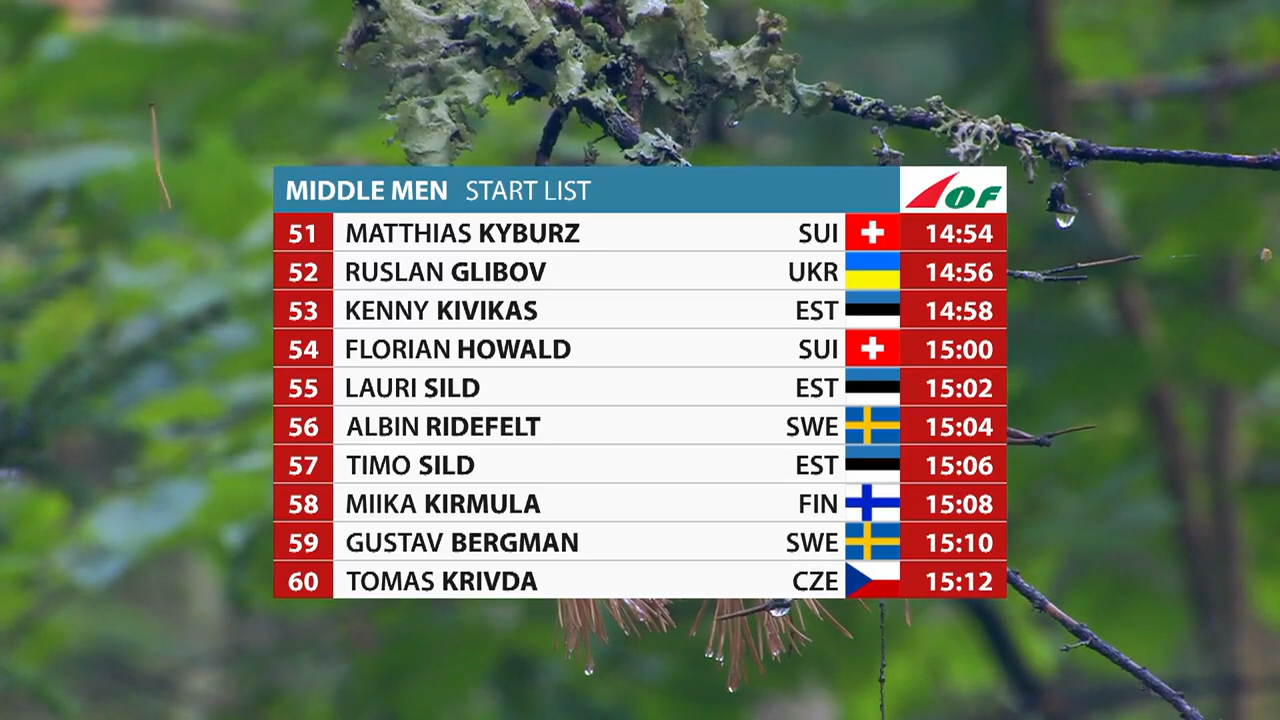 MIDDLE MEN START LIST IOF
51 MATTHIAS KYBURZ SUI 14:54
52 RUSLAN GLIBOV UKR 14:56
53 KENNY KIVIKAS EST 14:58
54 FLORIAN HOWALD SUI 15:00
55 LAURI SILD EST 15:02
56 ALBIN RIDEFELT SWE 15:04
57 TIMO SILD EST 15:06
58 MIIKA KIRMULA FIN 15:08
59 GUSTAV BERGMAN SWE 15:10
60 TOMAS KRIVDA CZE 15:12